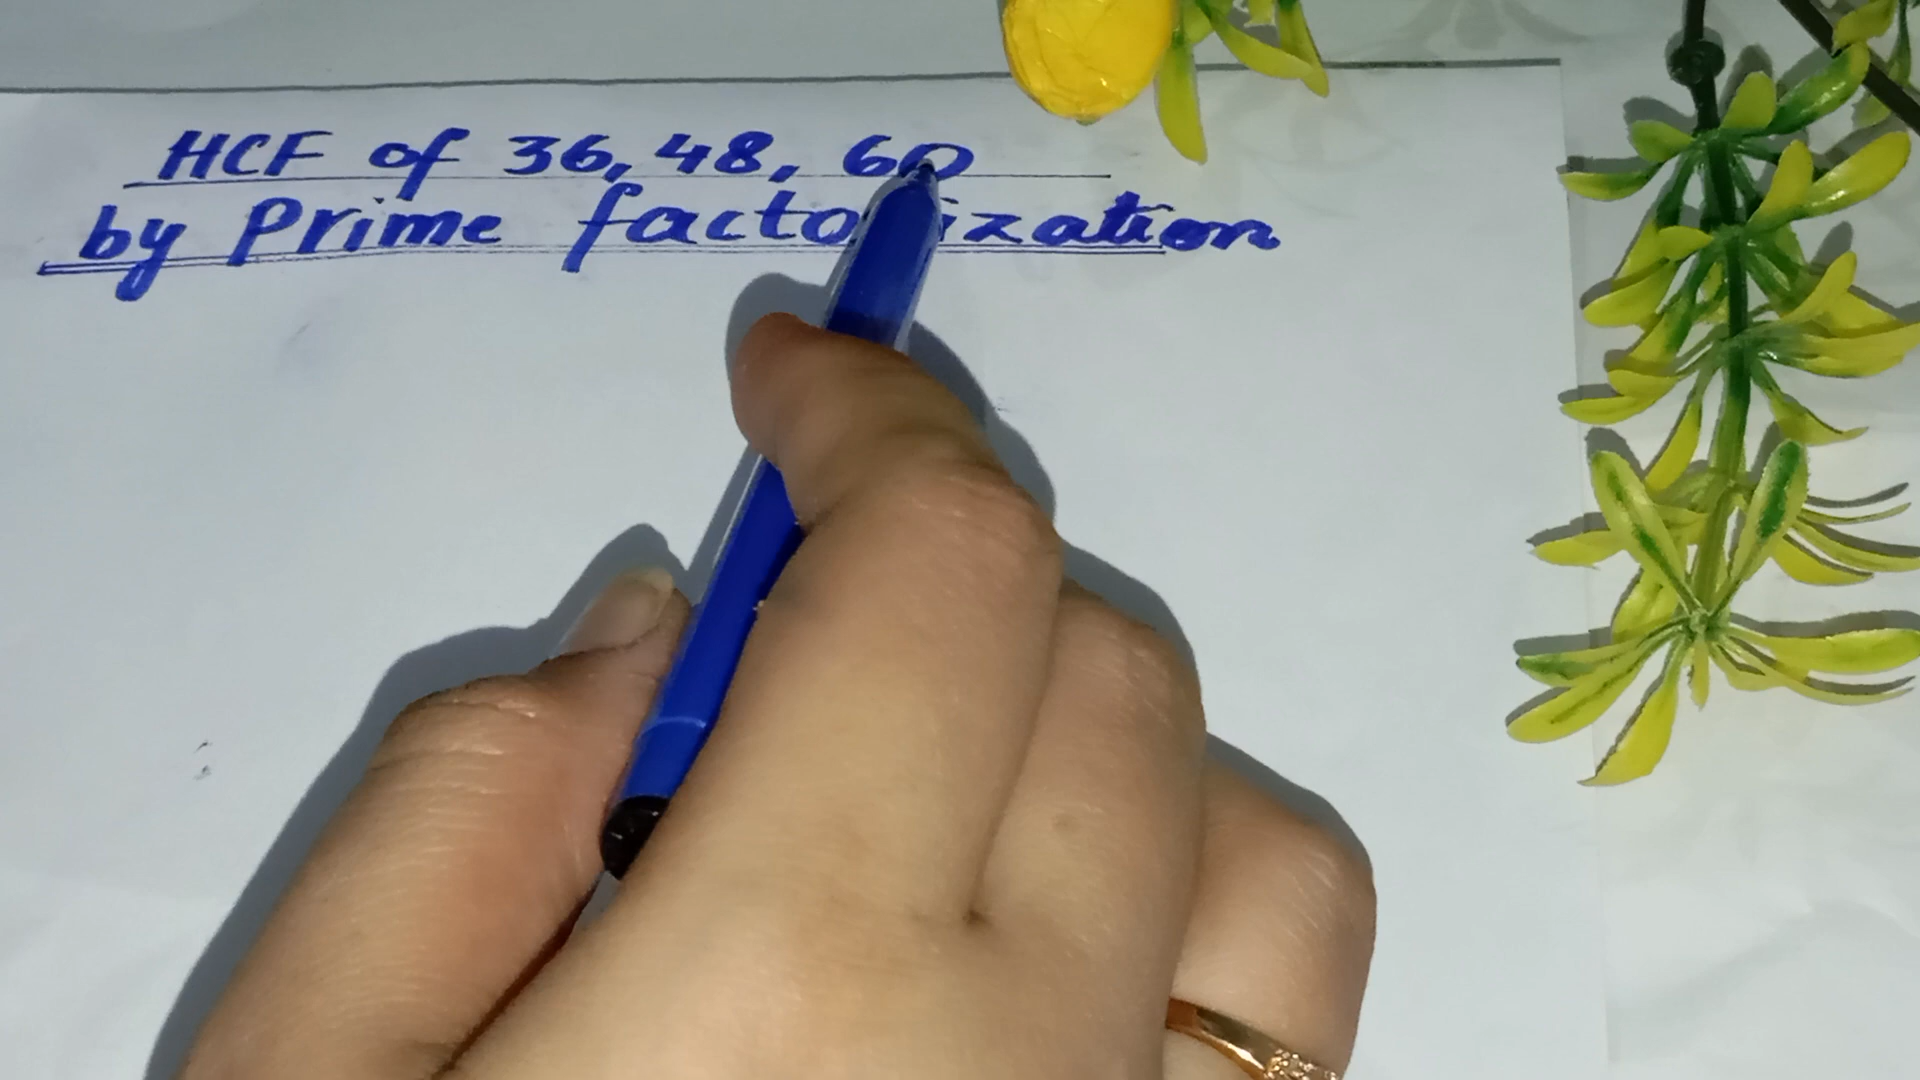 HCF of 36, 48, 60
by Prime factorization